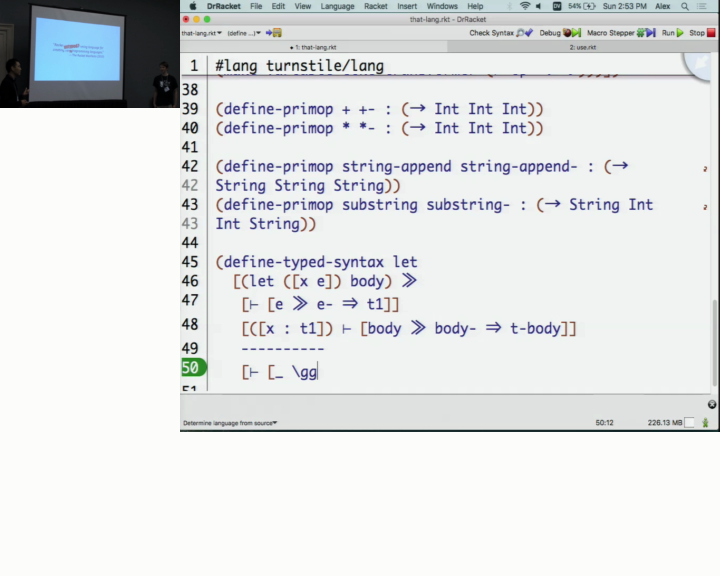 DrRacket File Edit View Language Racket Insert Windows Help 54% Sun 2:53 PM Alex
that-lang.rkt - DrRacket
that-lang.rkt▼ (define ...)▼ Check Syntax Debug Macro Stepper Run Stop
• 1: that-lang.rkt 2: use.rkt
1 #lang turnstile/lang
38
39 (define-primop + +- : (→ Int Int Int))
40 (define-primop * *- : (→ Int Int Int))
41
42 (define-primop string-append string-append- : (→
42 String String String))
43 (define-primop substring substring- : (→ String Int
43 Int String))
44
45 (define-typed-syntax let
46 [(let ([x e]) body) ≫
47 [⊢ [e ≫ e- ⇒ t1]]
48 [([x : t1]) ⊢ [body ≫ body- ⇒ t-body]]
49 ----------
50 [⊢ [_ \gg
51
Determine language from source▼ 50:12 226.13 MB